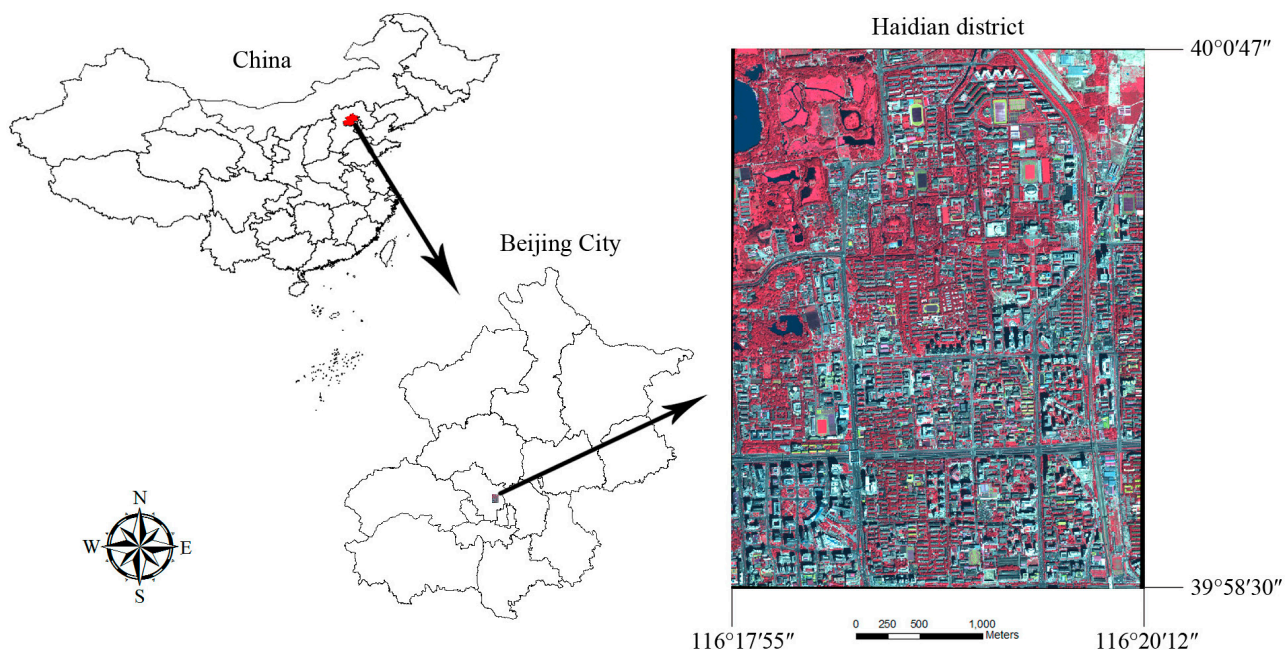 China
Haidian district
40°0′47″
Beijing City
N
W E
S
39°58′30″
0 250 500 1,000
Meters
116°17′55″ 116°20′12″